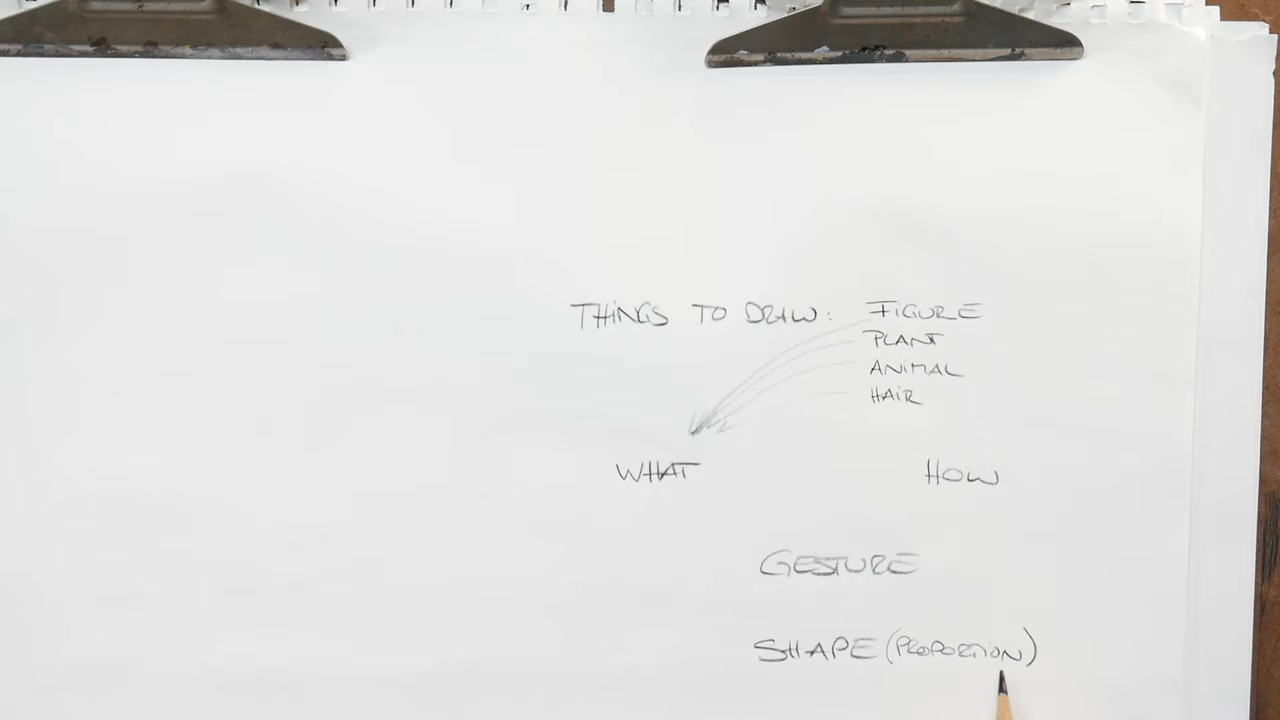 THINGS TO DRAW: FIGURE
PLANT
ANIMAL
HAIR
WHAT HOW
GESTURE
SHAPE (PROPORTION)